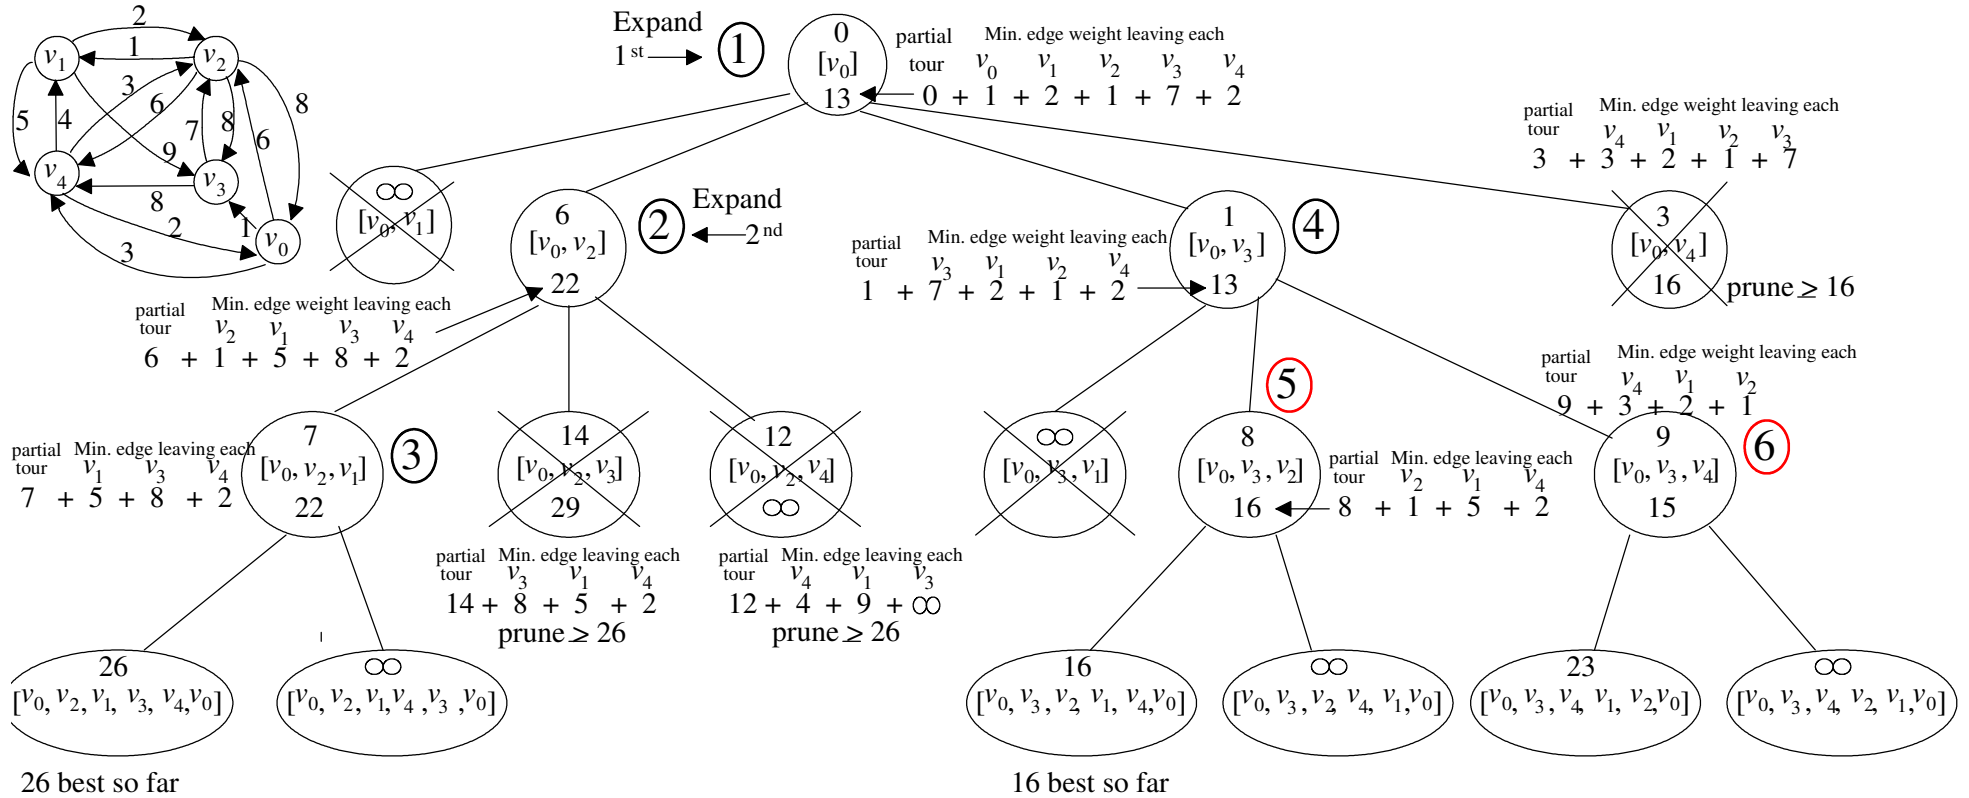 2
v1
1
v2
3
6
8
5
4
9
7
8
6
v4
v3
8
2
1
v0
3
Expand
1st
1
0
[v0]
13
partial tour
Min. edge weight leaving each
v0 v1 v2 v3 v4
0 + 1 + 2 + 1 + 7 + 2
∞
[v0, v1]
6
[v0, v2]
22
2
Expand
2nd
partial tour
Min. edge weight leaving each
v2 v1 v3 v4
6 + 1 + 5 + 8 + 2
1
[v0, v3]
13
4
partial tour
Min. edge weight leaving each
v3 v1 v2 v4
1 + 7 + 2 + 1 + 2
partial tour
Min. edge weight leaving each
v4 v1 v2 v3
3 + 3 + 2 + 1 + 7
3
[v0, v4]
16
prune ≥ 16
7
[v0, v2, v1]
22
3
partial tour
Min. edge leaving each
v1 v3 v4
7 + 5 + 8 + 2
14
[v0, v2, v3]
29
partial tour
Min. edge leaving each
v3 v1 v4
14 + 8 + 5 + 2
prune ≥ 26
12
[v0, v2, v4]
∞
partial tour
Min. edge leaving each
v4 v1 v3
12 + 4 + 9 + ∞
prune ≥ 26
∞
[v0, v3, v1]
5
8
[v0, v3, v2]
16
partial tour
Min. edge leaving each
v2 v1 v4
8 + 1 + 5 + 2
partial tour
Min. edge weight leaving each
v4 v1 v2
9 + 3 + 2 + 1
9
[v0, v3, v4]
15
6
26
[v0, v2, v1, v3, v4,v0]
∞
[v0, v2, v1,v4 ,v3 ,v0]
16
[v0, v3, v2, v1, v4,v0]
∞
[v0, v3, v2, v4, v1,v0]
23
[v0, v3, v4, v1, v2,v0]
∞
[v0, v3, v4, v2, v1,v0]
26 best so far
16 best so far